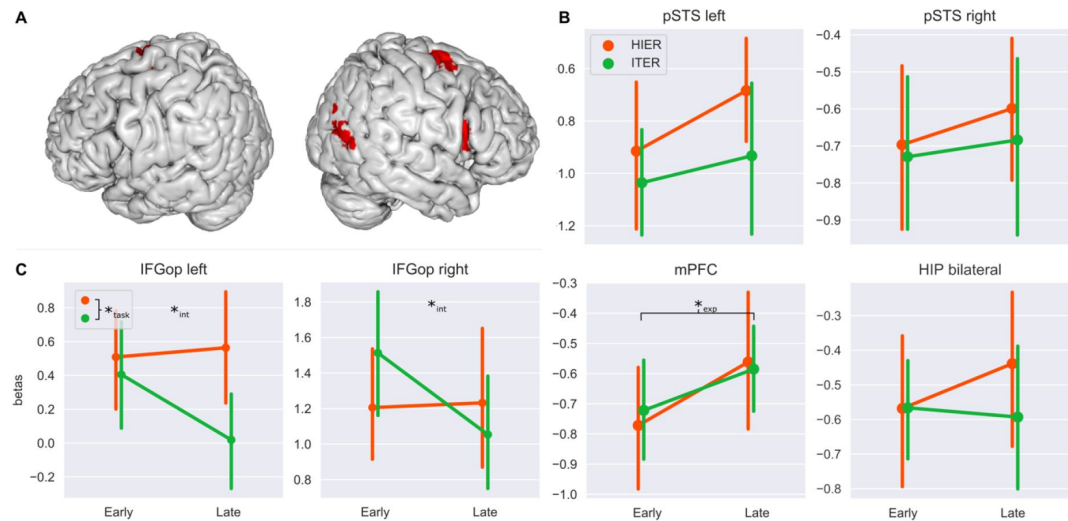 A
B
pSTS left
pSTS right
HIER
ITER
0.6
0.8
1.0
1.2
−0.4
−0.5
−0.6
−0.7
−0.8
−0.9
C
IFGop left
IFGop right
mPFC
HIP bilateral
betas
0.8
0.6
0.4
0.2
0.0
−0.2
*task
*int
1.8
1.6
1.4
1.2
1.0
0.8
*int
−0.3
−0.4
−0.5
−0.6
−0.7
−0.8
−0.9
−1.0
*exp
−0.3
−0.4
−0.5
−0.6
−0.7
−0.8
Early Late
Early Late
Early Late
Early Late